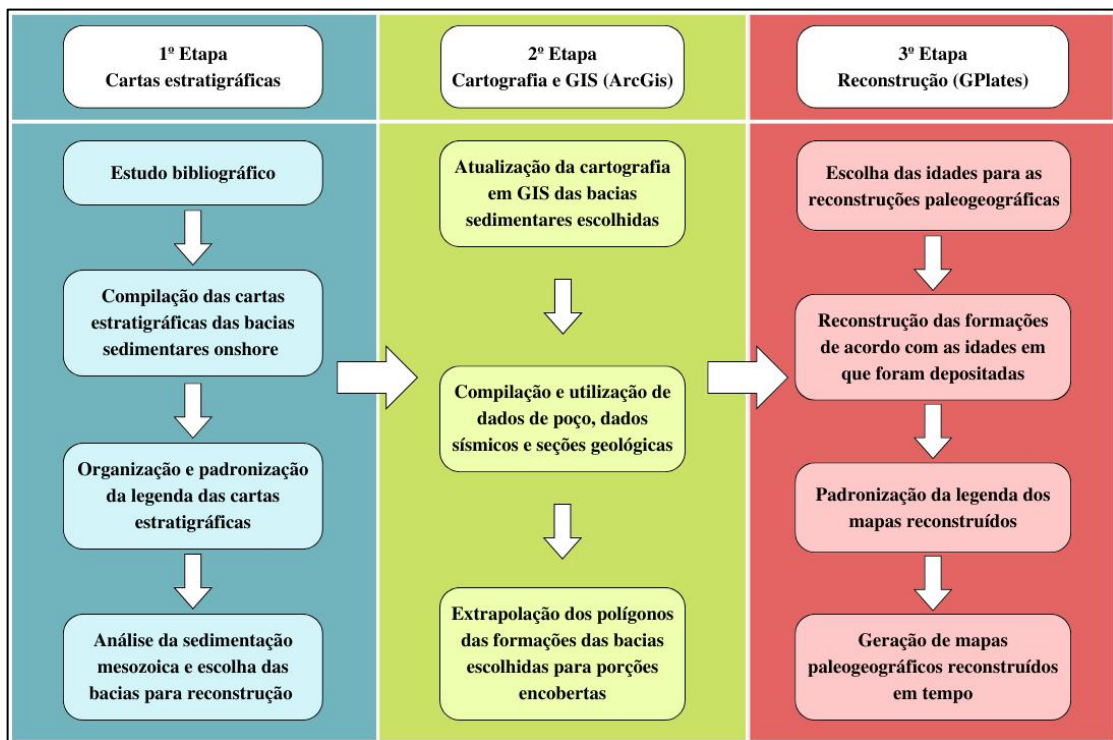 1º Etapa
Cartas estratigráficas
Estudo bibliográfico
Compilação das cartas
estratigráficas das bacias
sedimentares onshore
Organização e padronização
da legenda das cartas
estratigráficas
Análise da sedimentação
mesozoica e escolha das
bacias para reconstrução
2º Etapa
Cartografia e GIS (ArcGis)
Atualização da cartografia
em GIS das bacias
sedimentares escolhidas
Compilação e utilização de
dados de poço, dados
sísmicos e seções geológicas
Extrapolação dos polígonos
das formações das bacias
escolhidas para porções
encobertas
3º Etapa
Reconstrução (GPlates)
Escolha das idades para as
reconstruções paleogeográficas
Reconstrução das formações
de acordo com as idades em
que foram depositadas
Padronização da legenda dos
mapas reconstruídos
Geração de mapas
paleogeográficos reconstruídos
em tempo